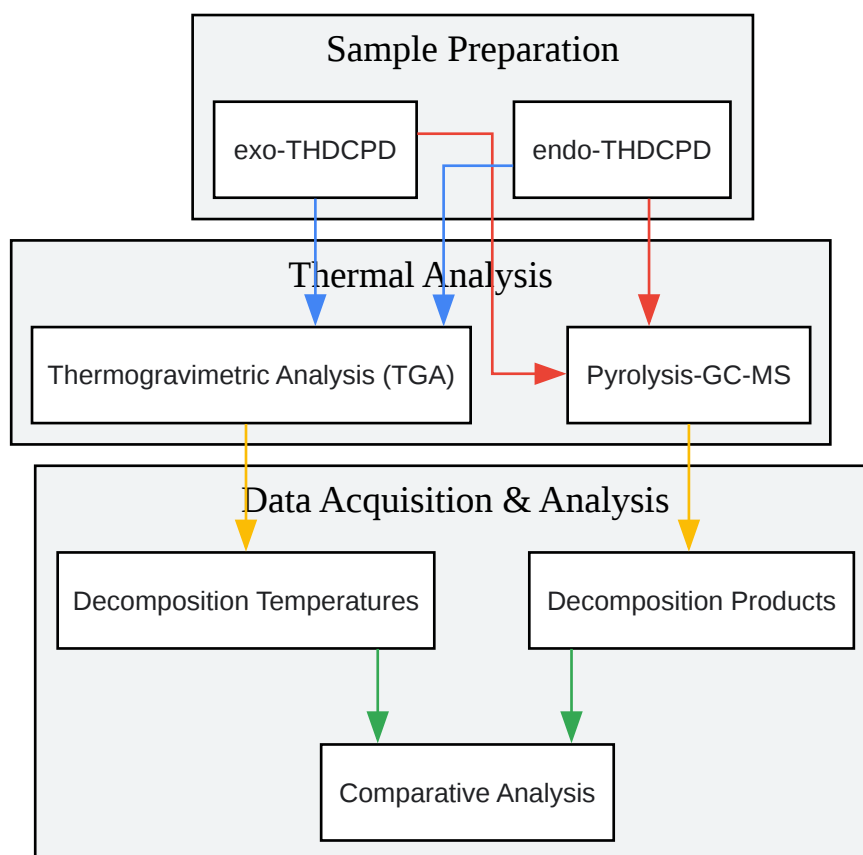 Sample Preparation
exo-THDCPD
endo-THDCPD
Thermal Analysis
Thermogravimetric Analysis (TGA)
Pyrolysis-GC-MS
Data Acquisition & Analysis
Decomposition Temperatures
Decomposition Products
Comparative Analysis